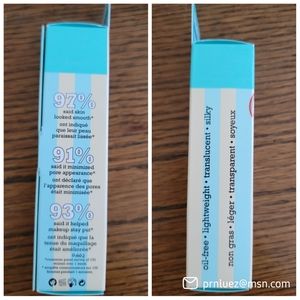 97%
said skin
looked smooth*
ont indiqué
que leur peau
paraissait lissée*
91%
said it minimized
pore appearance*
ont déclaré que
l'apparence des pores
était minimisée*
93%
said it helped
makeup stay put*
ont indiqué que la
tenue du maquillage
était améliorée*
oil-free • lightweight • translucent • silky
non gras • léger • transparent • soyeux
prnluez@msn.com